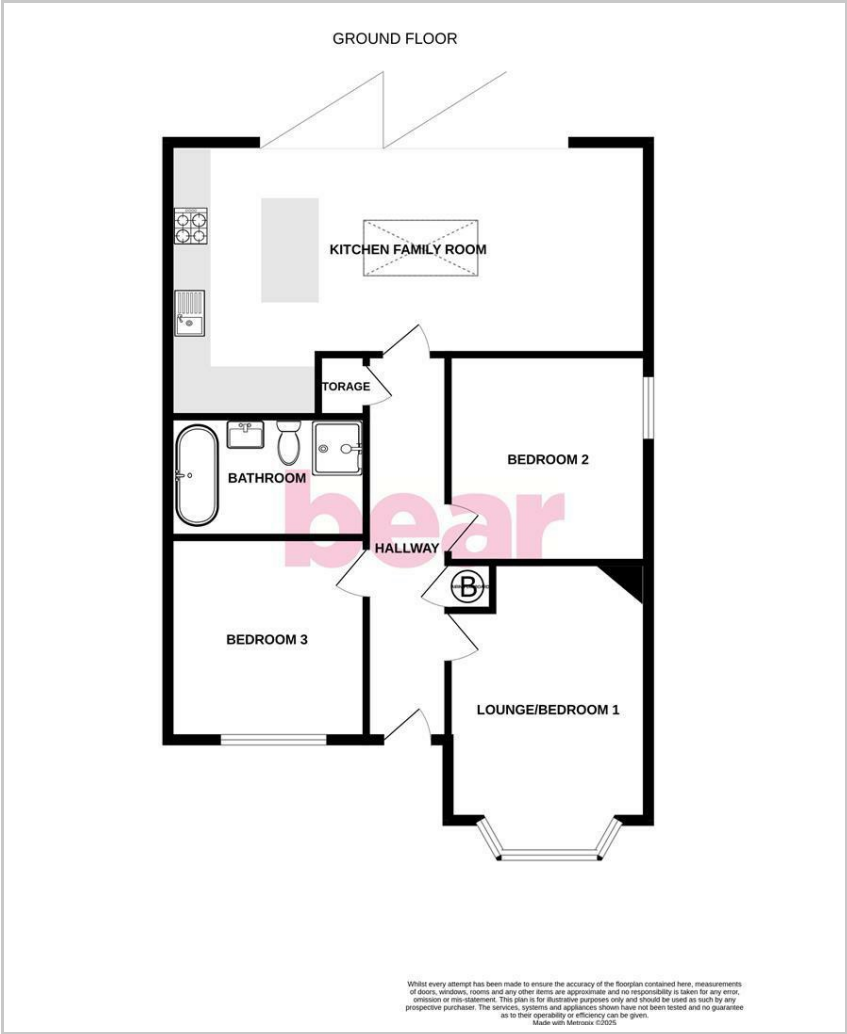 GROUND FLOOR
KITCHEN FAMILY ROOM
TORAGE
BEDROOM 2
BATHROOM
bear
HALLWAY
B
BEDROOM 3
LOUNGE/BEDROOM 1
Whilst every attempt has been made to ensure the accuracy of the floorplan contained here, measurements
of doors, windows, rooms and any other items are approximate and no responsibility is taken for any error,
omission or mis-statement. This plan is for illustrative purposes only and should be used as such by any
prospective purchaser. The services, systems and appliances shown have not been tested and no guarantee
as to their operability or efficiency can be given.
Made with Metropix ©2025